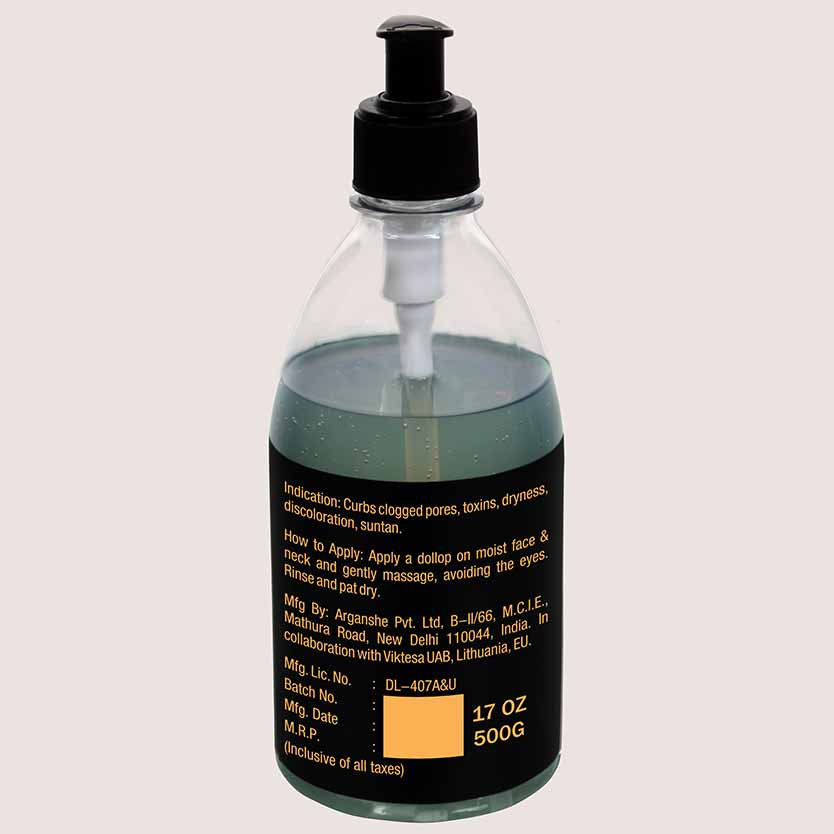 Indication: Curbs clogged pores, toxins, dryness,
discoloration, suntan.
How to Apply: Apply a dollop on moist face &
neck and gently massage, avoiding the eyes.
Rinse and pat dry.
Mfg By: Arganshe Pvt. Ltd, B–II/66, M.C.I.E.,
Mathura Road, New Delhi 110044, India. In
collaboration with Viktesa UAB, Lithuania, EU.
Mfg. Lic. No. : DL–407A&U
Batch No. :
Mfg. Date :
M.R.P. :
(Inclusive of all taxes)
17 OZ
500G